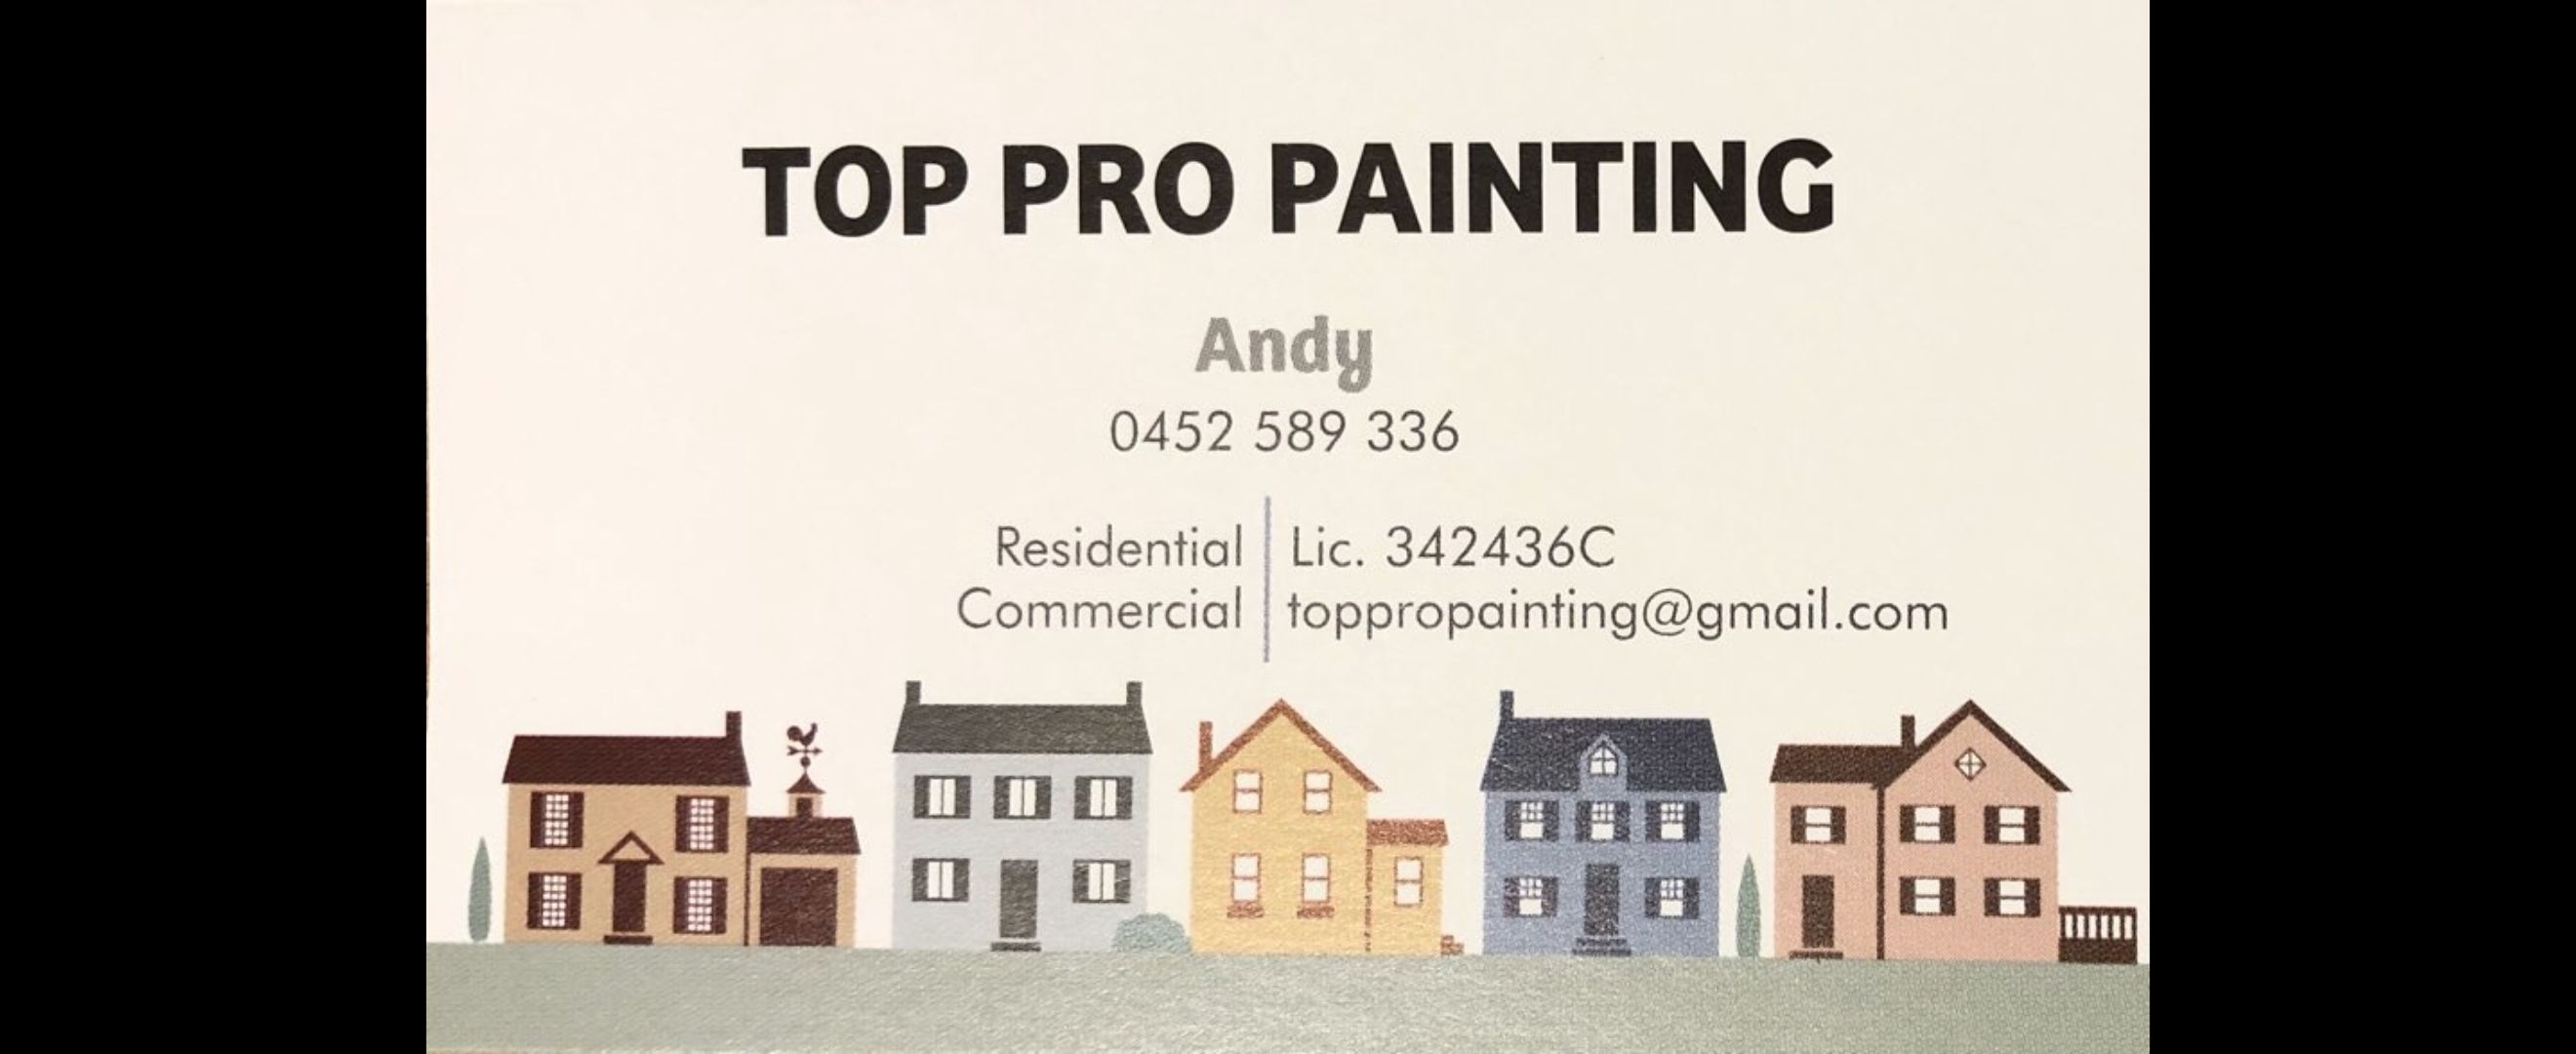 TOP PRO PAINTING
Andy
0452 589 336
Residential
Commercial
Lic. 342436C
toppropainting@gmail.com